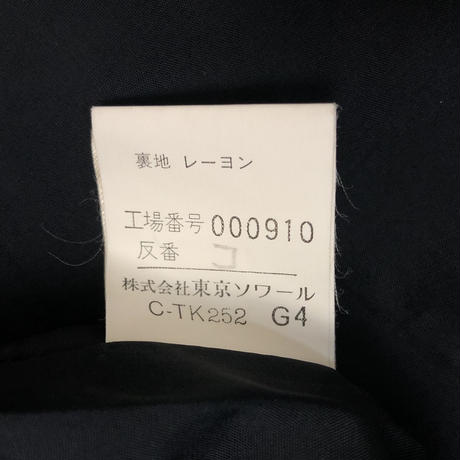 裏地 レーヨン
工場番号 000910
反番 コ
株式会社東京ソワール
C-TK252 G4